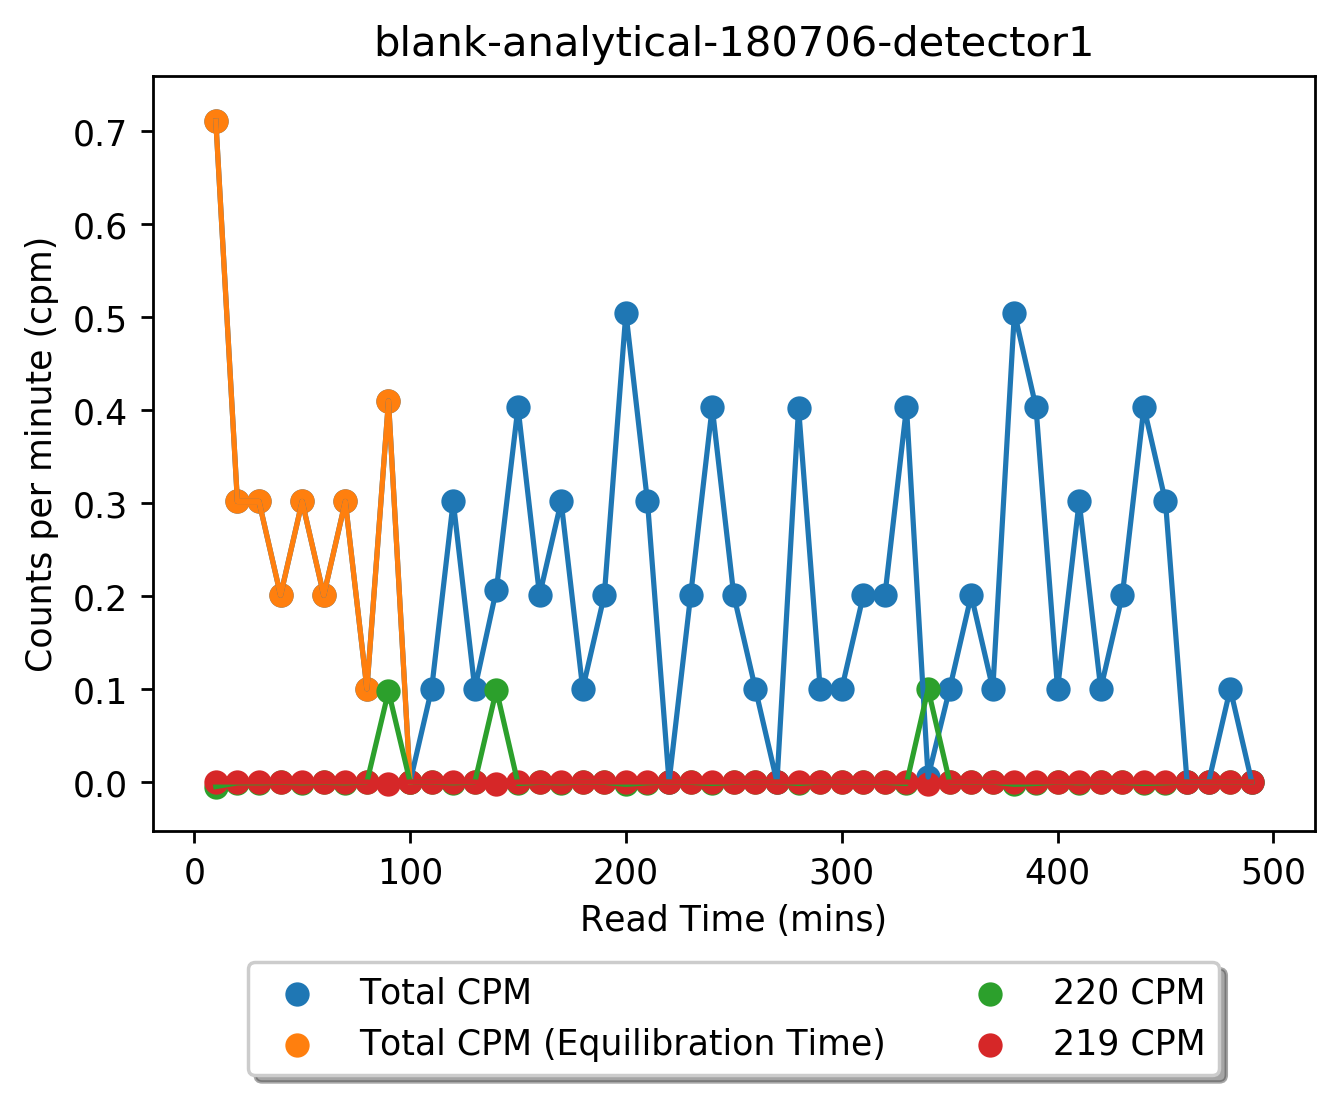 blank-analytical-180706-detector1
Counts per minute (cpm)
0.7
0.6
0.5
0.4
0.3
0.2
0.1
0.0
0 100 200 300 400 500
Read Time (mins)
Total CPM
Total CPM (Equilibration Time)
220 CPM
219 CPM